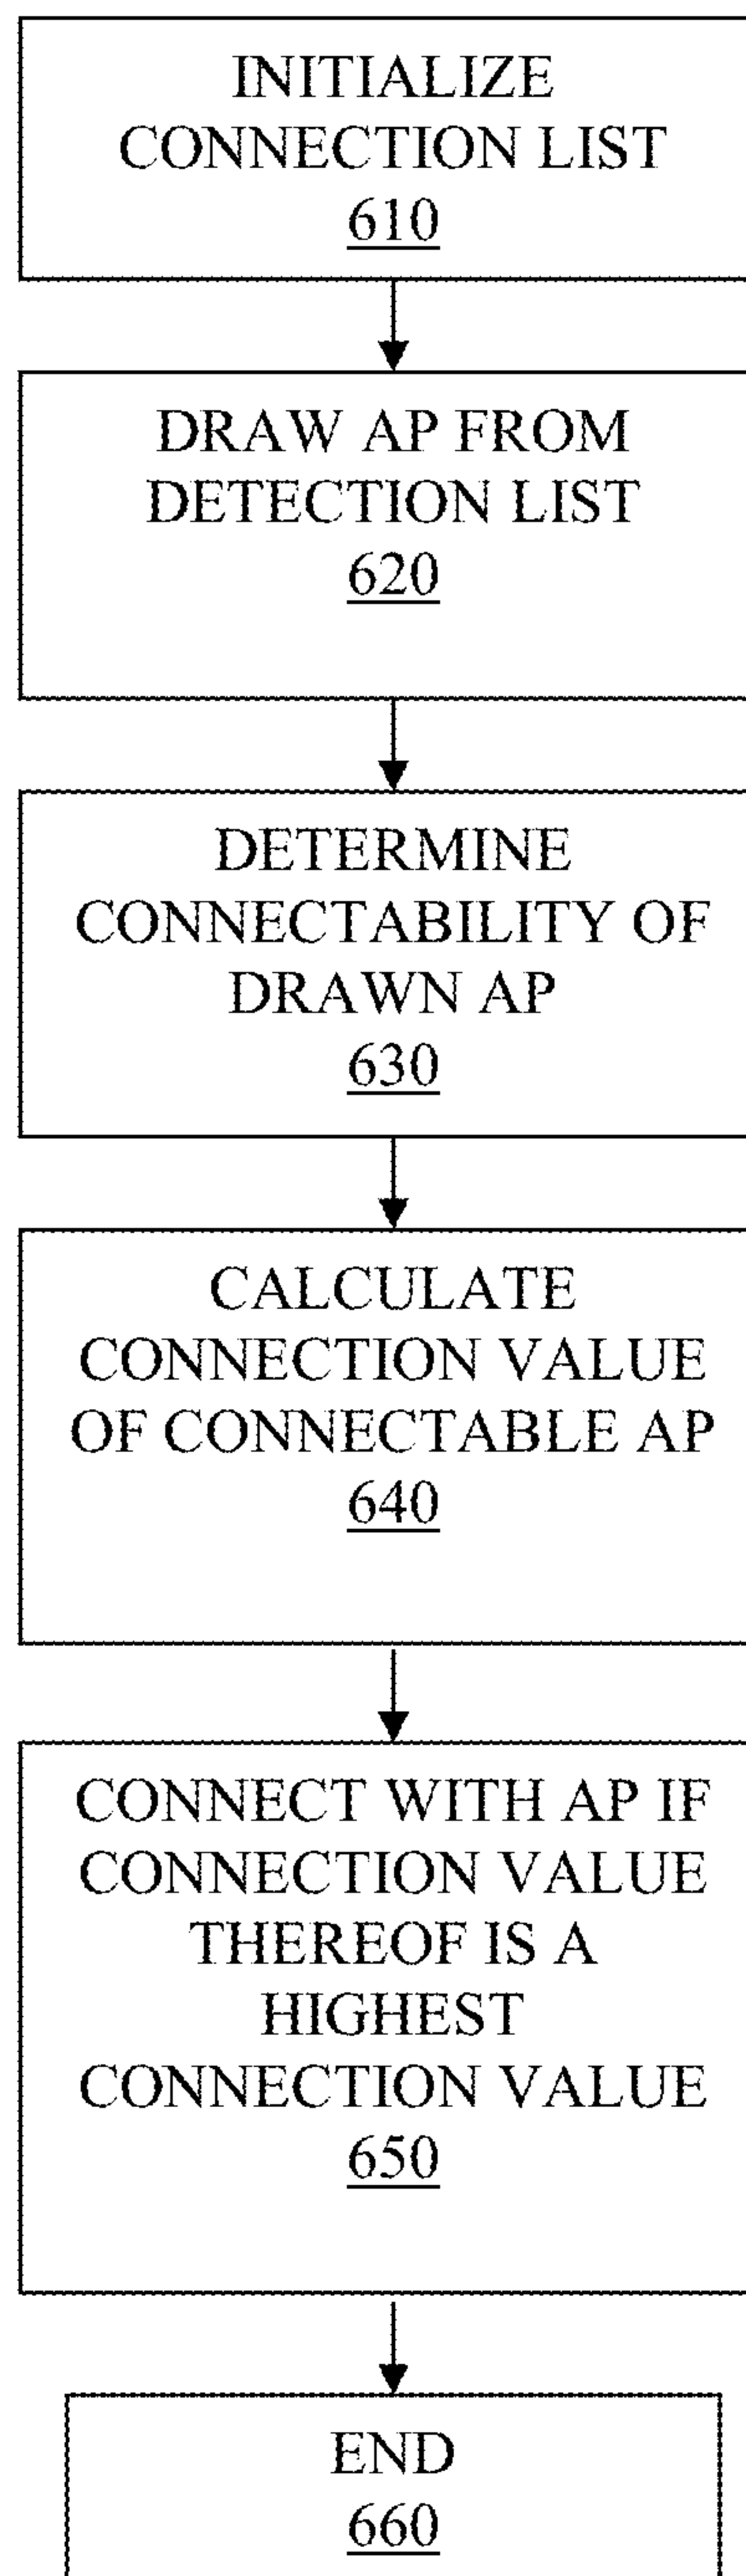 INITIALIZE
CONNECTION LIST
610
DRAW AP FROM
DETECTION LIST
620
DETERMINE
CONNECTABILITY OF
DRAWN AP
630
CALCULATE
CONNECTION VALUE
OF CONNECTABLE AP
640
CONNECT WITH AP IF
CONNECTION VALUE
THEREOF IS A
HIGHEST
CONNECTION VALUE
650
END
660